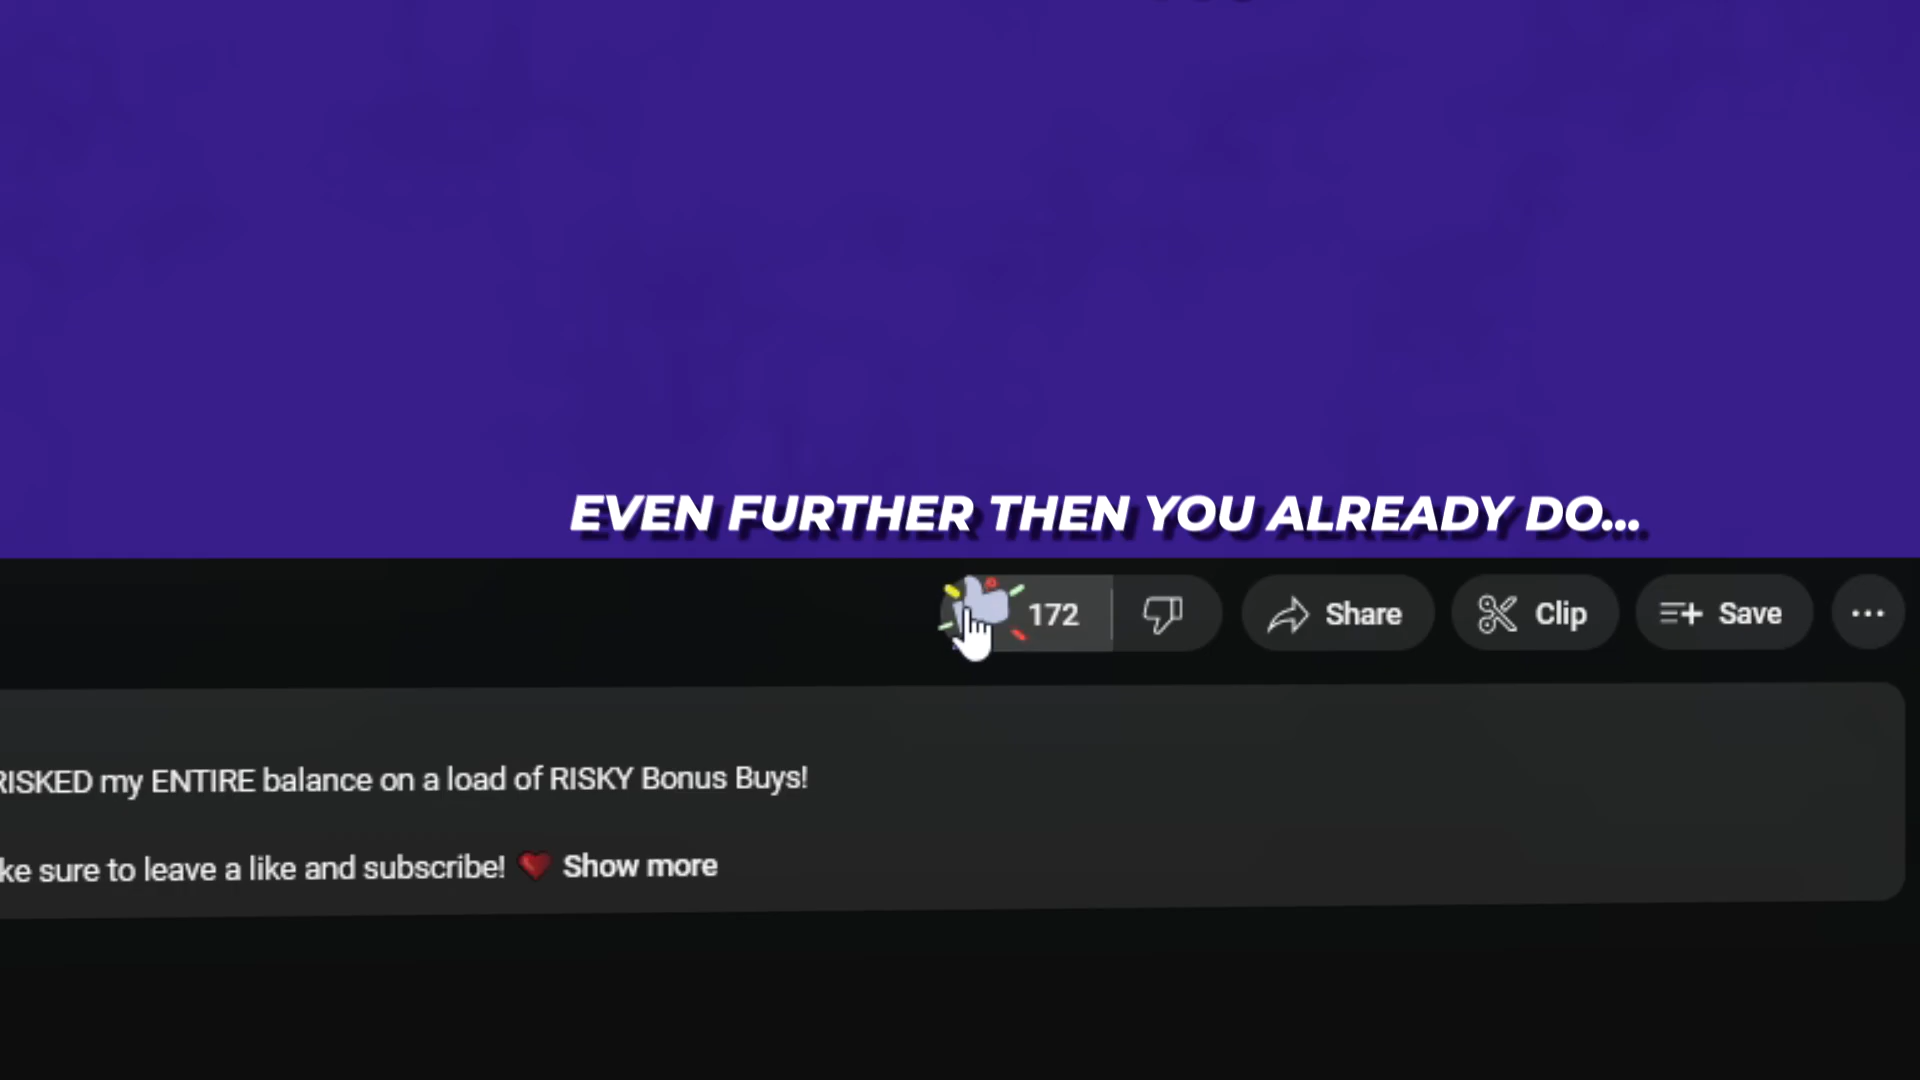 EVEN FURTHER THEN YOU ALREADY DO...
172 Share Clip Save
RISKED my ENTIRE balance on a load of RISKY Bonus Buys!
ke sure to leave a like and subscribe! Show more